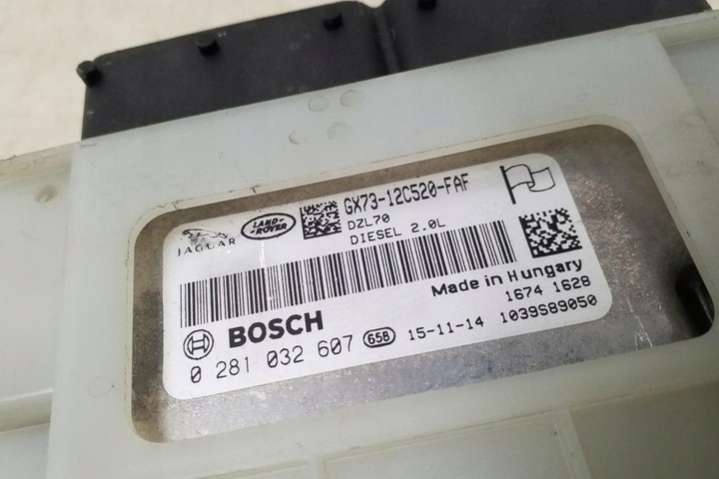 GX73-12C520-FAF
JAGUAR
LAND-
ROVER
DZL70
DIESEL 2.0L
Made in Hungary
1674 1628
BOSCH
0 281 032 607 658 15-11-14 1039S89050